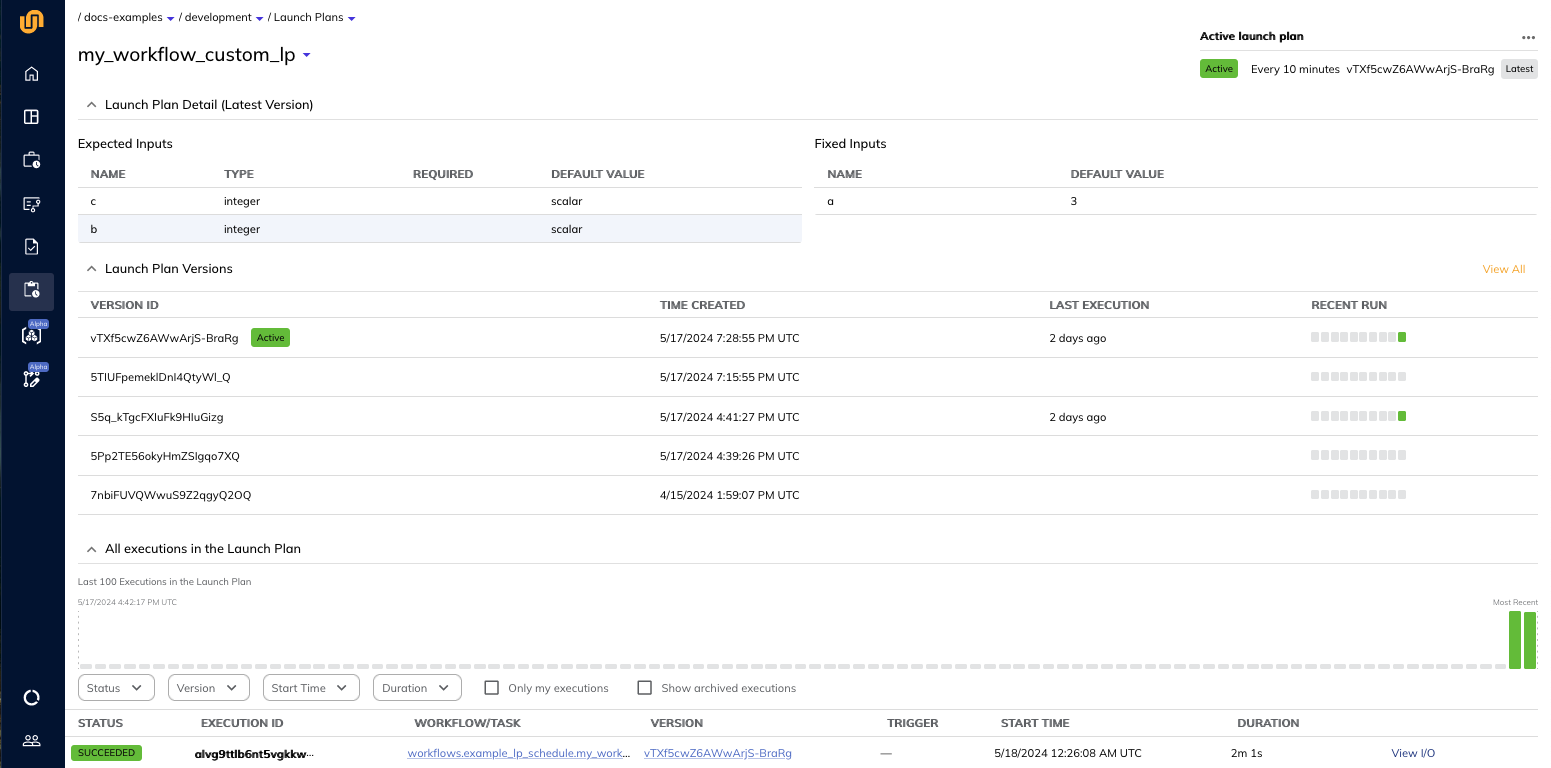 / docs-examples / development / Launch Plans
my_workflow_custom_lp
Active launch plan ...
Active Every 10 minutes vTXf5cwZ6AWwArjS-BraRg Latest
Launch Plan Detail (Latest Version)
Expected Inputs
NAME TYPE REQUIRED DEFAULT VALUE
c integer scalar
b integer scalar
Fixed Inputs
NAME DEFAULT VALUE
a 3
Launch Plan Versions View All
VERSION ID TIME CREATED LAST EXECUTION RECENT RUN
vTXf5cwZ6AWwArjS-BraRg Active 5/17/2024 7:28:55 PM UTC 2 days ago
5TIUFpemeklDnI4QtyWl_Q 5/17/2024 7:15:55 PM UTC
S5q_kTgcFXIuFk9HIuGizg 5/17/2024 4:41:27 PM UTC 2 days ago
5Pp2TE56okyHmZSlgqo7XQ 5/17/2024 4:39:26 PM UTC
7nbiFUVQWwuS9Z2qgyQ2OQ 4/15/2024 1:59:07 PM UTC
Alpha
Alpha
All executions in the Launch Plan
Last 100 Executions in the Launch Plan
5/17/2024 4:42:17 PM UTC Most Recent
Status Version Start Time Duration Only my executions Show archived executions
STATUS EXECUTION ID WORKFLOW/TASK VERSION TRIGGER START TIME DURATION
SUCCEEDED alvg9ttlb6nt5vgkkw... workflows.example_lp_schedule.my_work... vTXf5cwZ6AWwArjS-BraRg — 5/18/2024 12:26:08 AM UTC 2m 1s View I/O